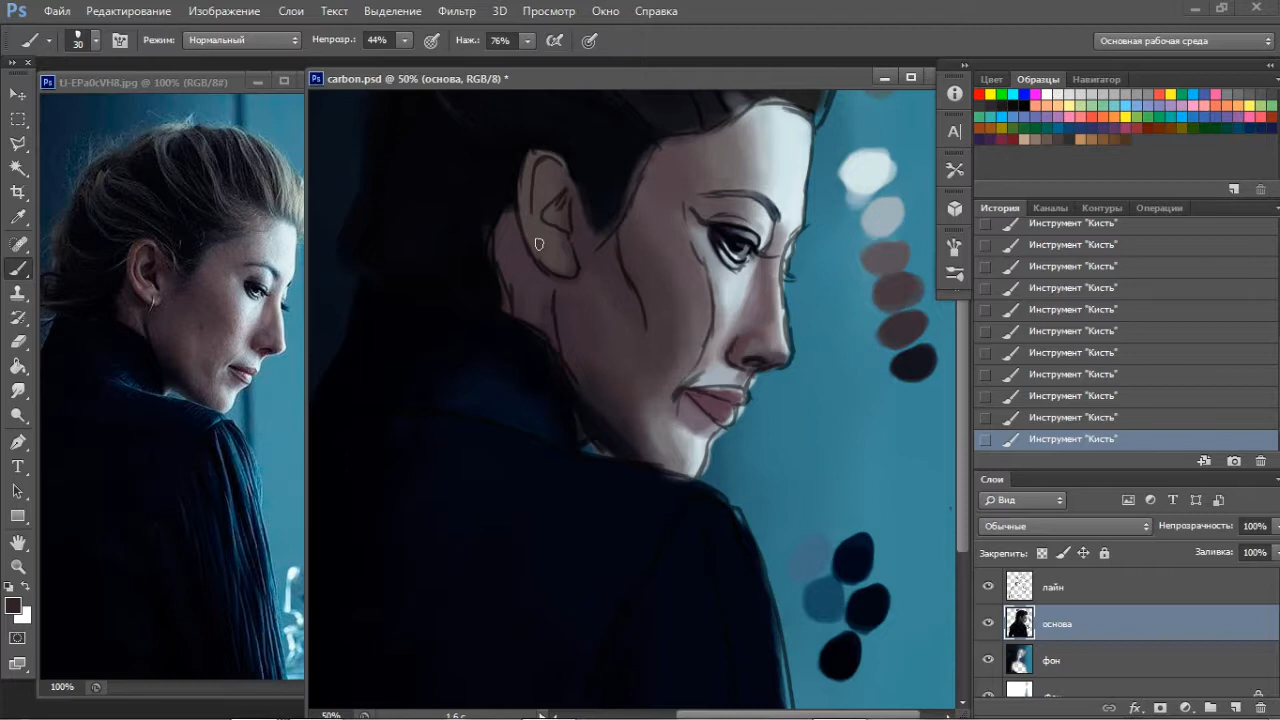 Ps Файл Редактирование Изображение Слои Текст Выделение Фильтр 3D Просмотр Окно Справка
30 Режим: Нормальный Непрозр.: 44% Наж.: 76% Основная рабочая среда
Ps tJ-EPa0cVH8.jpg @ 100% (RGB/8#)
Ps carbon.psd @ 50% (основа, RGB/8) *
Цвет Образцы Навигатор
A
История Каналы Контуры Операции
Инструмент "Кисть"
Инструмент "Кисть"
Инструмент "Кисть"
Инструмент "Кисть"
Инструмент "Кисть"
Инструмент "Кисть"
Инструмент "Кисть"
Инструмент "Кисть"
Инструмент "Кисть"
Инструмент "Кисть"
Инструмент "Кисть"
Слои
Вид
Обычные Непрозрачность: 100%
Закрепить: Заливка: 100%
лайн
основа
фон
100%
50% 1,6 c